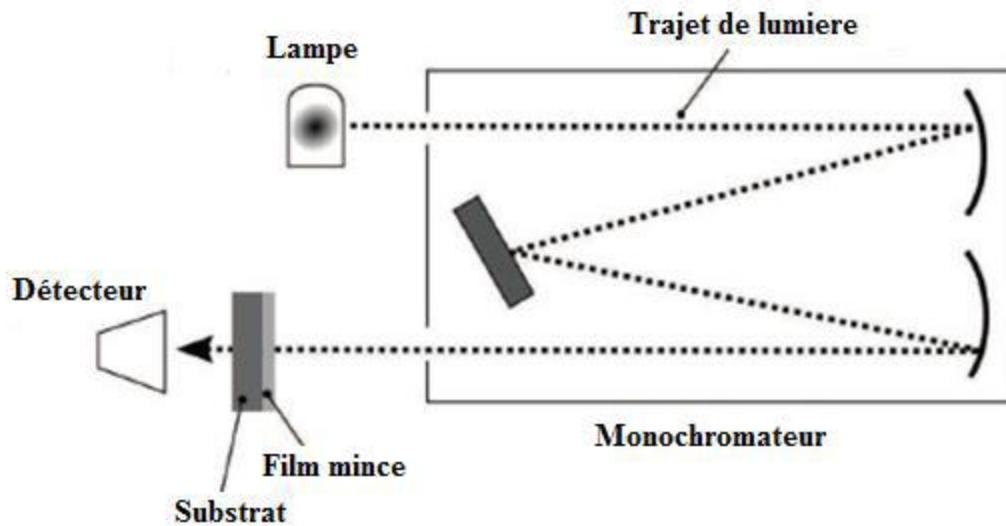 Trajet de lumiere
Lampe
Détecteur
Monochromateur
Film mince
Substrat